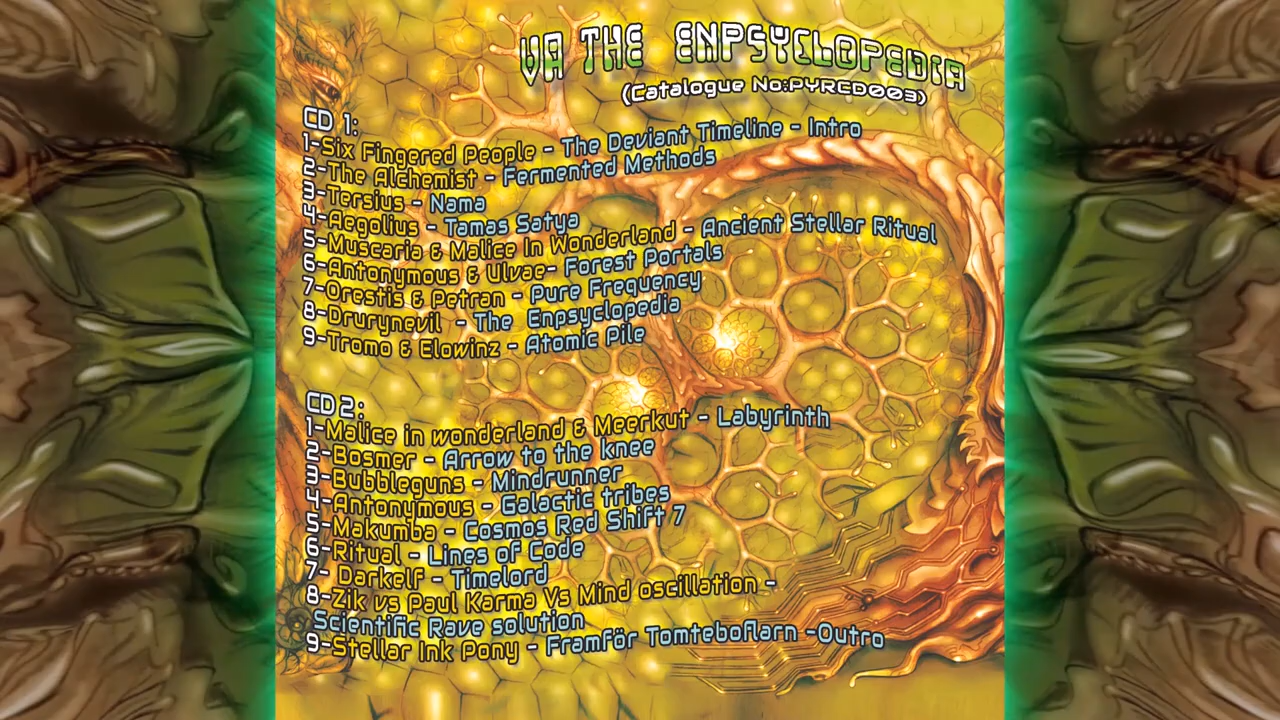 VA THE ENPSYCLOPEDIA
(Catalogue No:PYRCD003)
CD 1:
1-Six Fingered People - The Deviant Timeline - Intro
2-The Alchemist - Fermented Methods
3-Tersius - Nama
4-Aegolius - Tamas Satya
5-Muscaria & Malice In Wonderland - Ancient Stellar Ritual
6-Antonymous & Ulvae- Forest Portals
7-Orestis & Petran - Pure Frequency
8-Drurynevil - The Enpsyclopedia
9-Tromo & Elowinz - Atomic Pile
CD 2:
1-Malice in wonderland & Meerkut - Labyrinth
2-Bosmer - Arrow to the knee
3-Bubbleguns - Mindrunner
4-Antonymous - Galactic tribes
5-Makumba - Cosmos Red Shift 7
6-Ritual - Lines of Code
7- Darkelf - Timelord
8-Zik vs Paul Karma Vs Mind oscillation -
Scientific Rave solution
9-Stellar Ink Pony - Framför Tomteboflarn -Outro